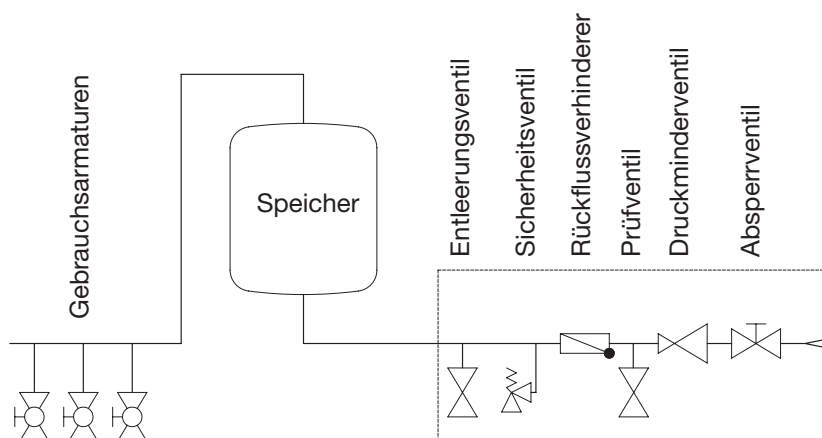 Gebrauchsarmaturen
Speicher
Entleerungsventil
Sicherheitsventil
Rückflussverhinderer
Prüfventil
Druckminderventil
Absperrventil